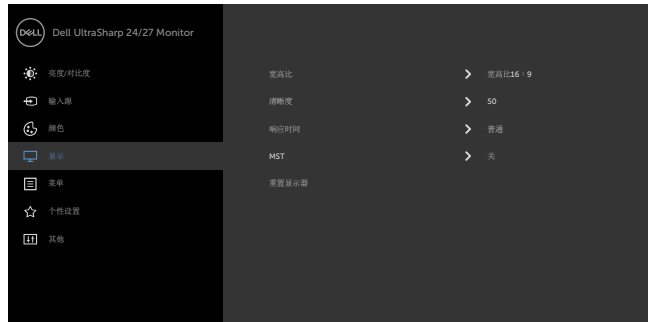 DELL Dell UltraSharp 24/27 Monitor
亮度/对比度 宽高比 宽高比16:9
输入源 清晰度 50
颜色 响应时间 普通
显示 MST 关
菜单 重置显示器
个性设置
其他